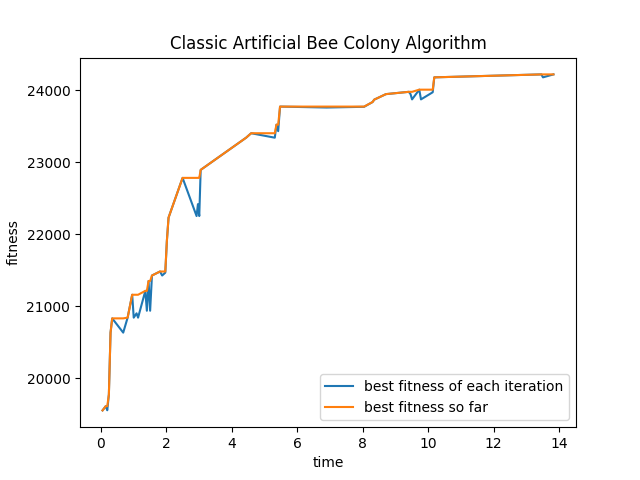 Classic Artificial Bee Colony Algorithm
fitness
24000
23000
22000
21000
20000
best fitness of each iteration
best fitness so far
0 2 4 6 8 10 12 14
time